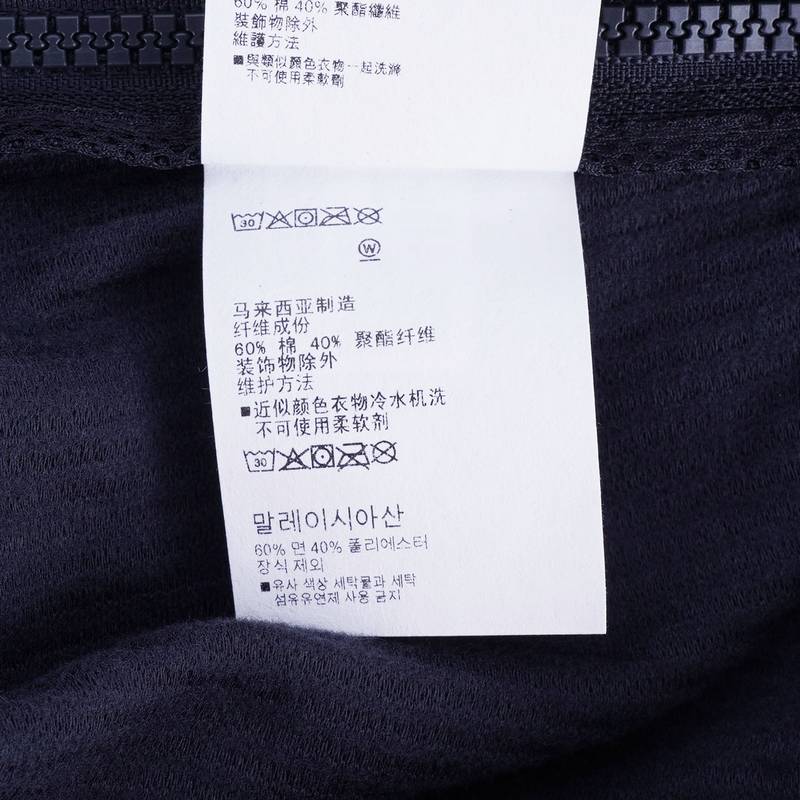 60% 棉 40% 聚酯纖維
裝飾物除外
維護方法
■與類似顏色衣物一起洗滌
不可使用柔軟劑
30
W
马来西亚制造
纤维成份
60% 棉 40% 聚酯纤维
装饰物除外
维护方法
■近似颜色衣物冷水机洗
不可使用柔软剂
30
말레이시아산
60% 면 40% 폴리에스터
장식 제외
■유사 색상 세탁물과 세탁
섬유유연제 사용 금지